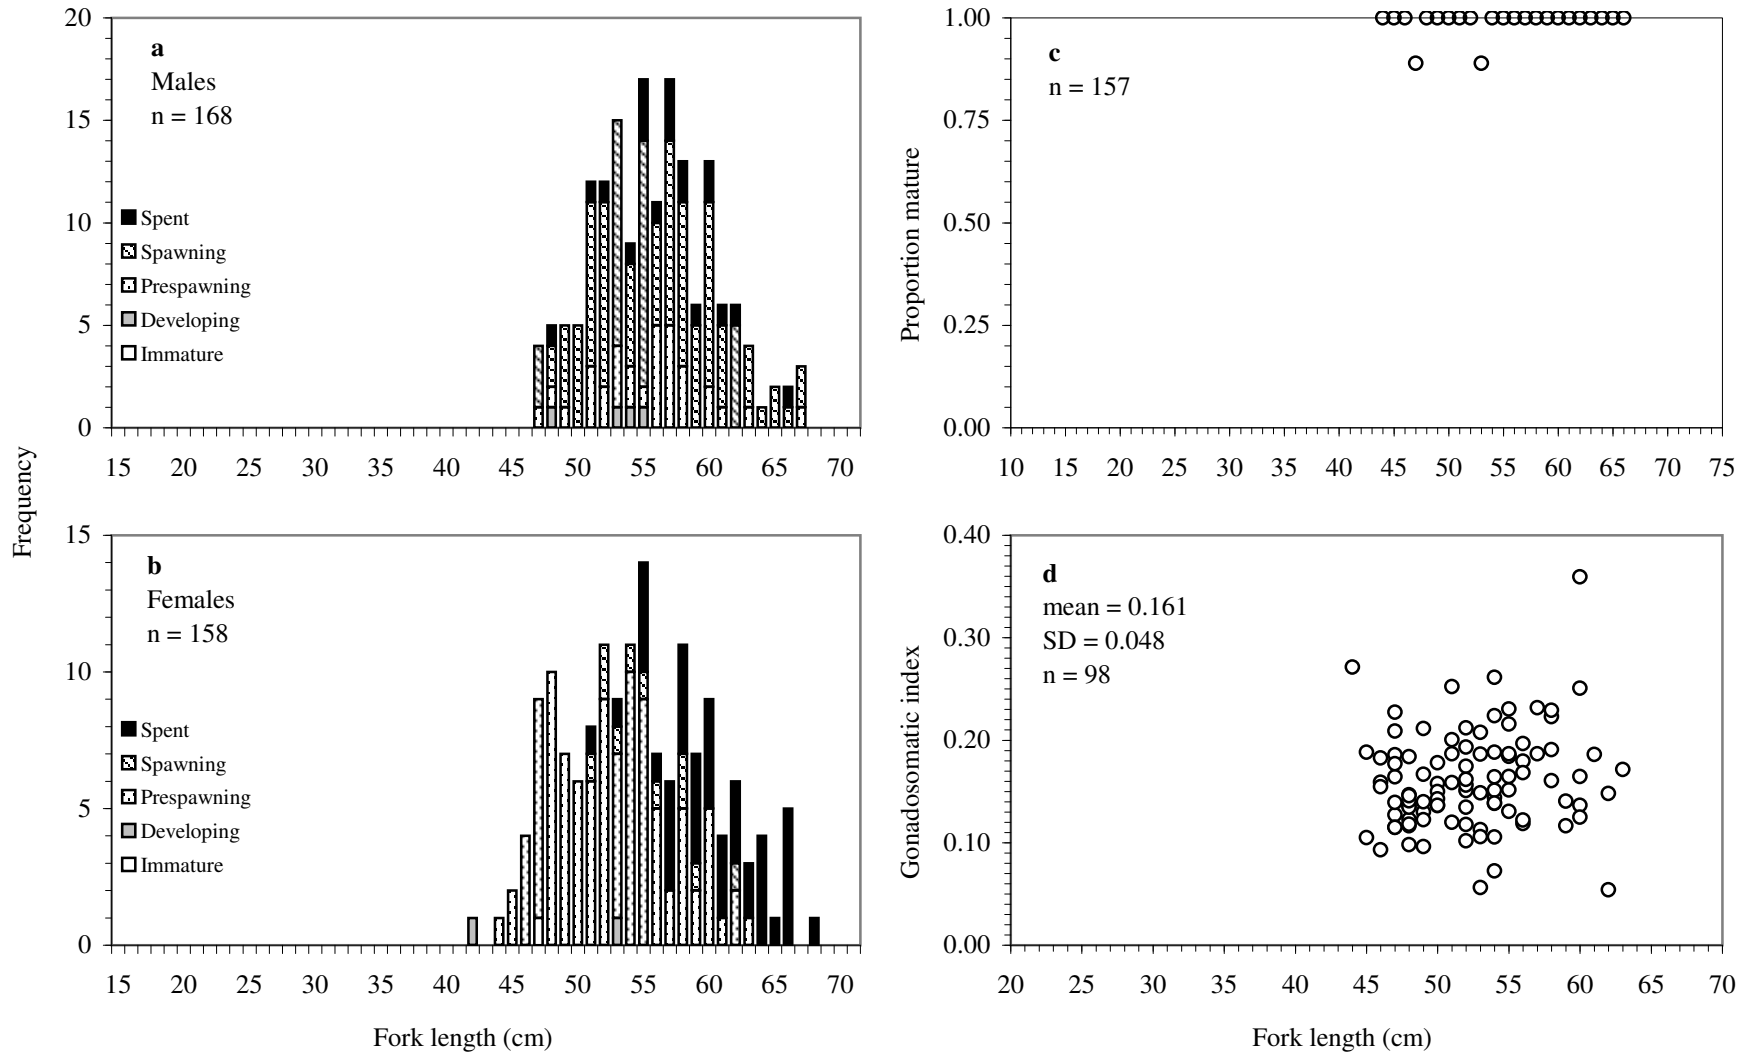 20
15
10
5
0
a
Males
n = 168
Spent
Spawning
Prespawning
Developing
Immature
15 20 25 30 35 40 45 50 55 60 65 70
1.00
0.75
0.50
0.25
0.00
Proportion mature
c
n = 157
10 15 20 25 30 35 40 45 50 55 60 65 70 75
Frequency
15
10
5
0
b
Females
n = 158
Spent
Spawning
Prespawning
Developing
Immature
15 20 25 30 35 40 45 50 55 60 65 70
Fork length (cm)
0.40
0.30
0.20
0.10
0.00
Gonadosomatic index
d
mean = 0.161
SD = 0.048
n = 98
20 25 30 35 40 45 50 55 60 65 70
Fork length (cm)